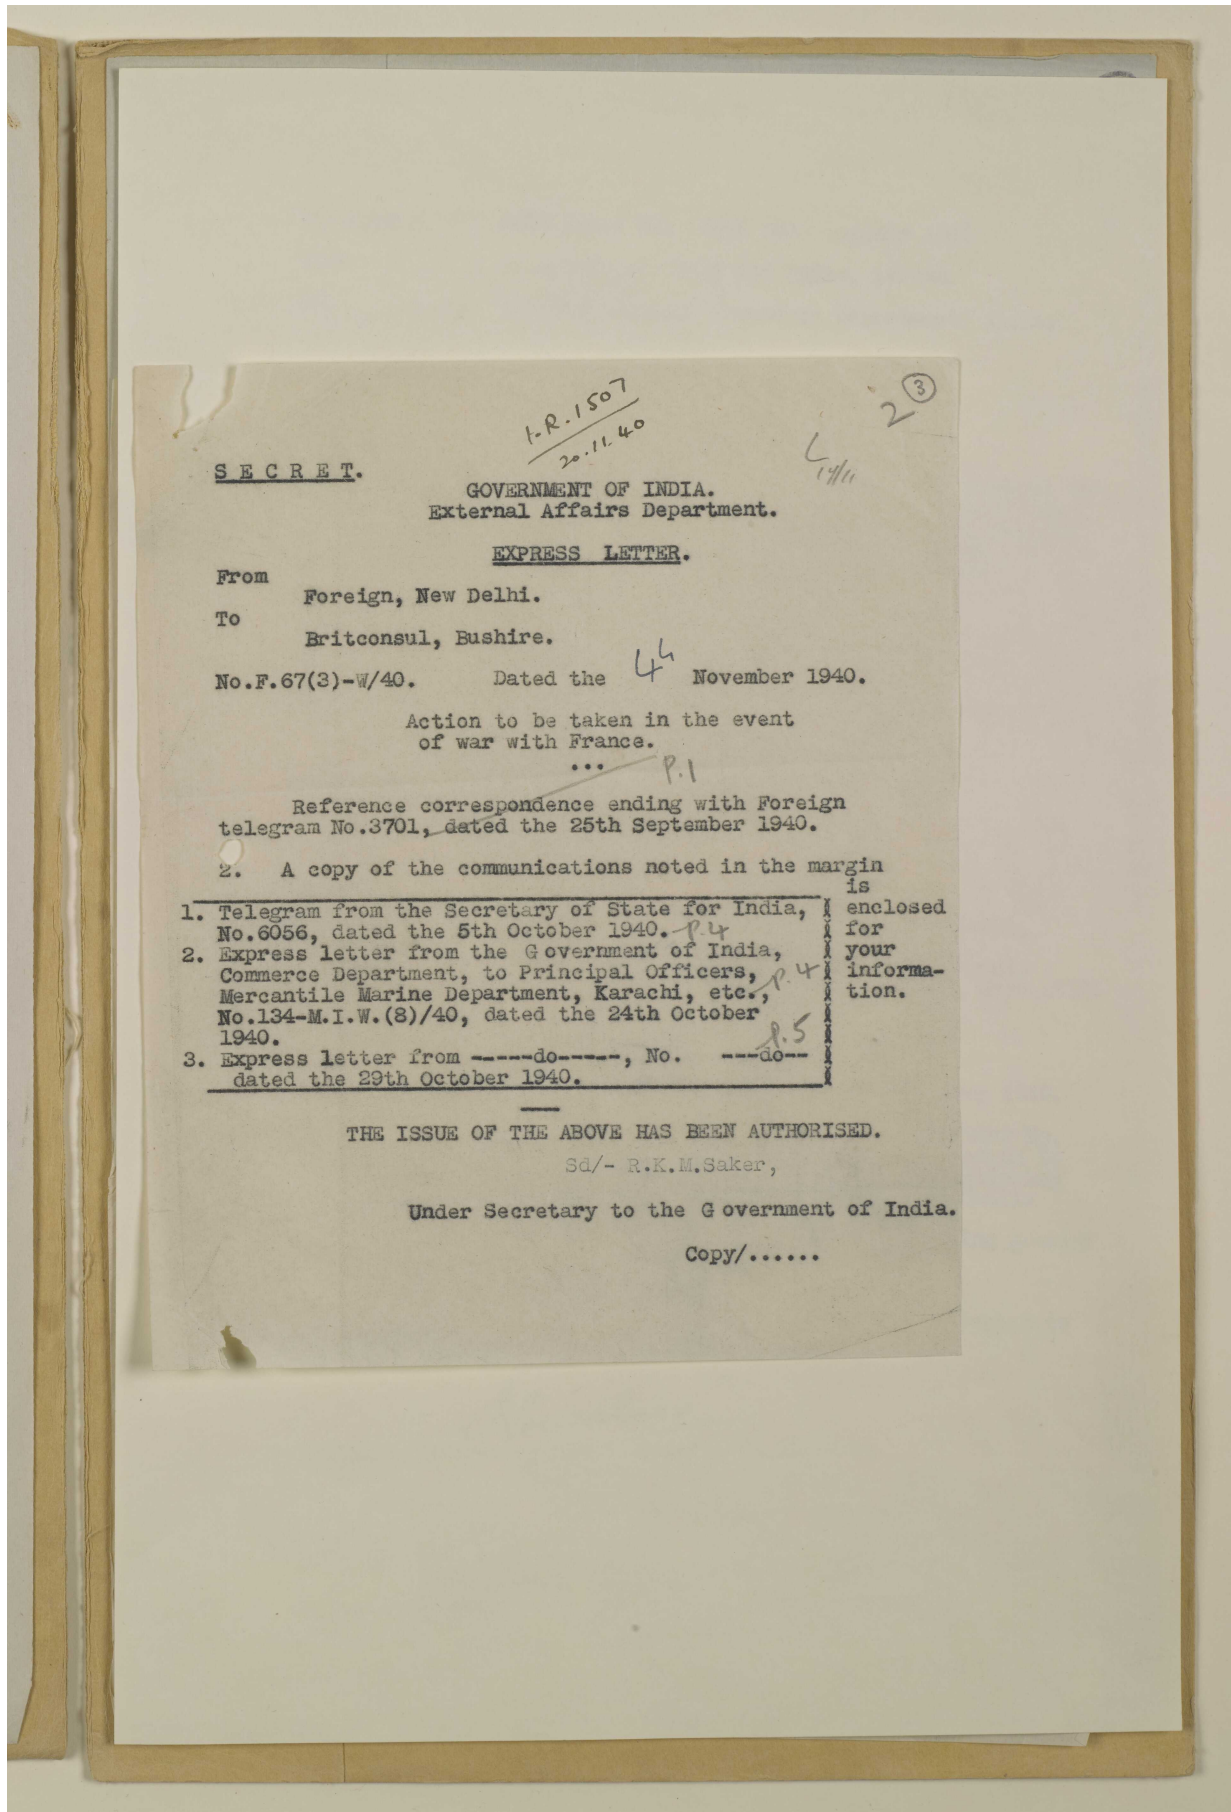 2 3
I.R. 1507
20.11.40
SECRET.
GOVERNMENT OF INDIA.
External Affairs Department.
EXPRESS LETTER.
From
Foreign, New Delhi.
To
Britconsul, Bushire.
No.F.67(3)-W/40. Dated the 4th November 1940.
Action to be taken in the event
of war with France.
...
P.1
Reference correspondence ending with Foreign
telegram No.3701, dated the 25th September 1940.
2. A copy of the communications noted in the margin
is
1. Telegram from the Secretary of State for India, enclosed
No.6056, dated the 5th October 1940. P.4 for
2. Express letter from the Government of India, your
Commerce Department, to Principal Officers, P.4 informa-
Mercantile Marine Department, Karachi, etc., tion.
No.134-M.I.W.(8)/40, dated the 24th October
1940. P.5
3. Express letter from -----do-----, No. ---do--
dated the 29th October 1940.
THE ISSUE OF THE ABOVE HAS BEEN AUTHORISED.
Sd/- R.K.M.Saker,
Under Secretary to the Government of India.
Copy/......